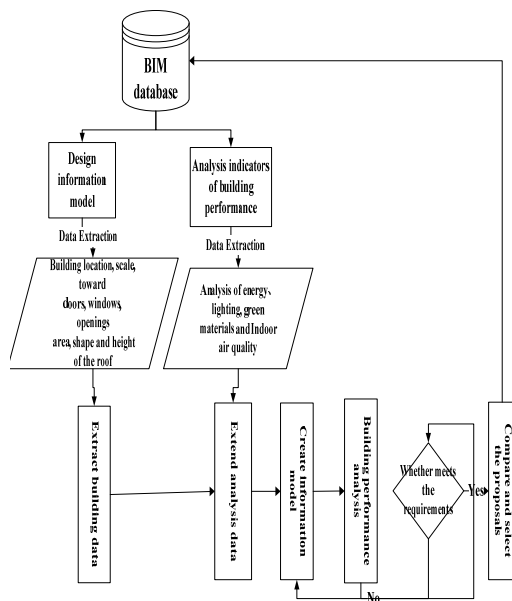 BIM
database
Design
information
model
Analysis indicators
of building
performance
Data Extraction
Data Extraction
Building location, scale,
toward
doors, windows,
openings
area, shape and height
of the roof
Analysis of energy,
lighting, green
materials and Indoor
air quality
Extract building data
Extend analysis data
Create information
model
Building performance
analysis
Whether meets
the
requirements
Yes
No
Compare and select
the proposals